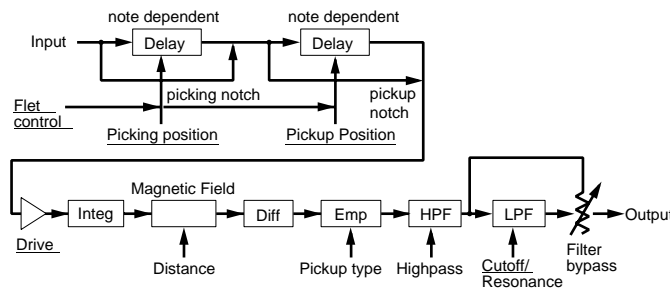 note dependent
note dependent
Input
Delay
Delay
picking notch
pickup
notch
Flet
control
Picking position
Pickup Position
Magnetic Field
Integ
Diff
Emp
HPF
LPF
Output
Drive
Distance
Pickup type
Highpass
Cutoff/
Resonance
Filter
bypass